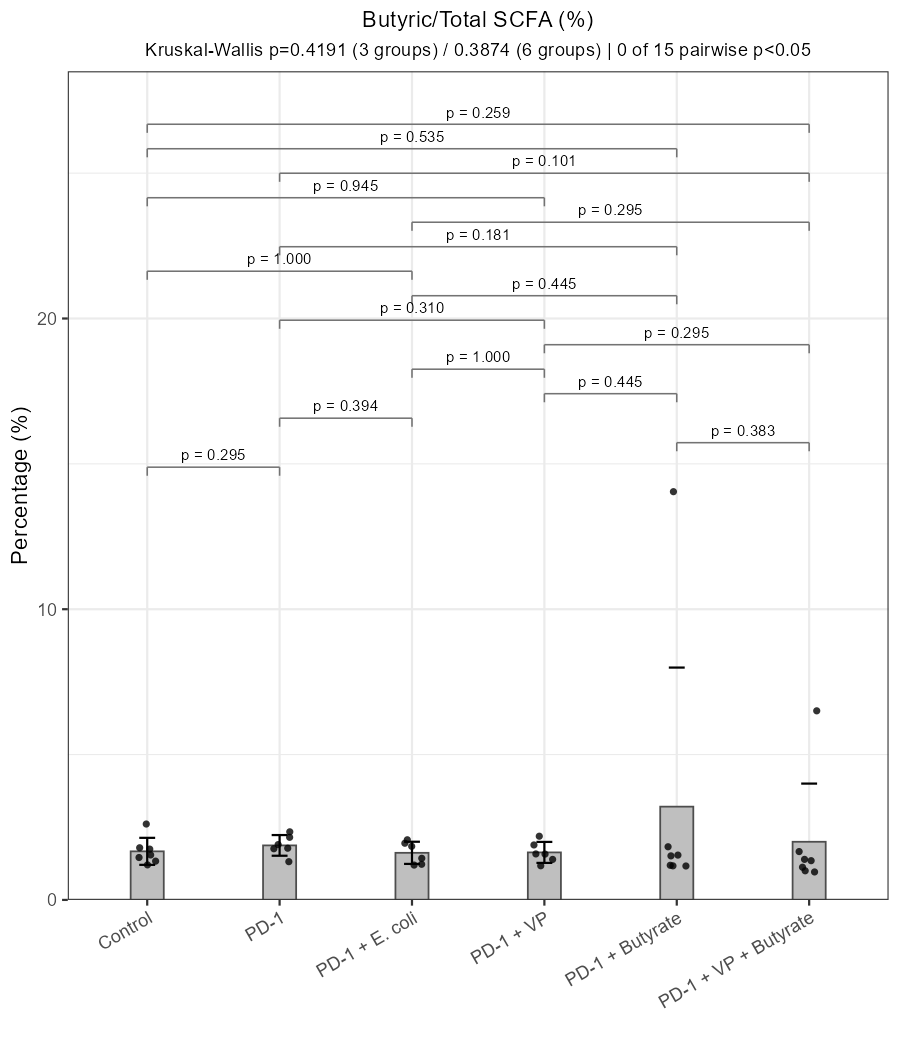 Butyric/Total SCFA (%)
Kruskal-Wallis p=0.4191 (3 groups) / 0.3874 (6 groups) | 0 of 15 pairwise p<0.05
p = 0.259
p = 0.535
p = 0.101
p = 0.945
p = 0.295
p = 0.181
p = 1.000
p = 0.445
p = 0.310
p = 0.295
p = 1.000
p = 0.445
p = 0.394
p = 0.383
p = 0.295
Percentage (%)
20
10
0
Control
PD-1
PD-1 + E. coli
PD-1 + VP
PD-1 + Butyrate
PD-1 + VP + Butyrate